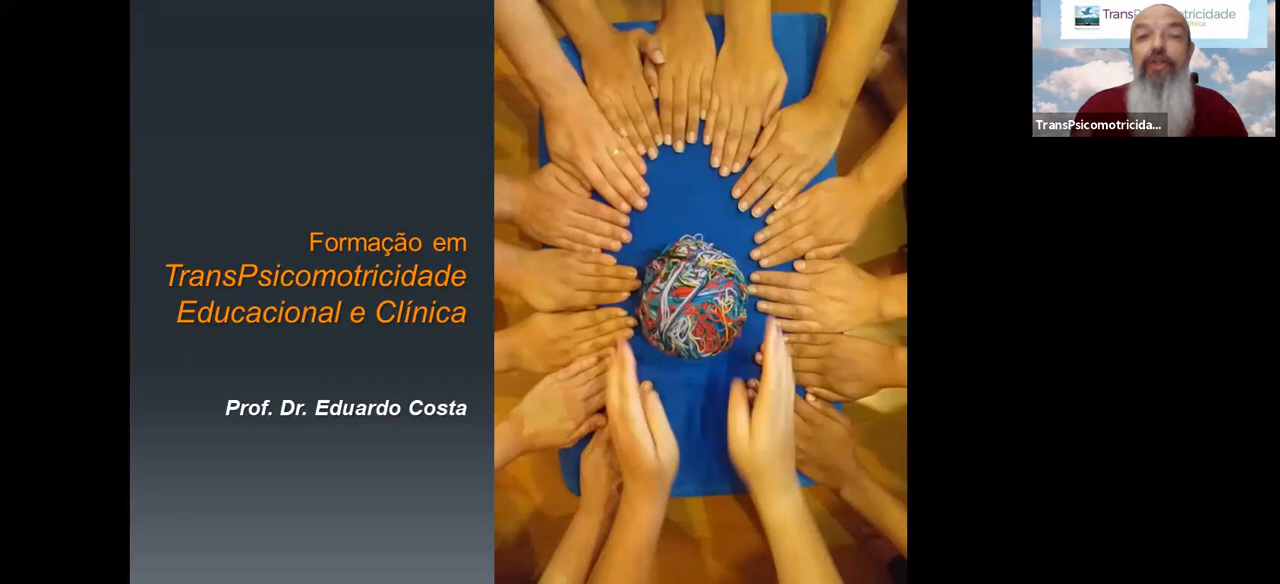 Formação em
TransPsicomotricidade
Educacional e Clínica
Prof. Dr. Eduardo Costa
TransPsicomotricida...